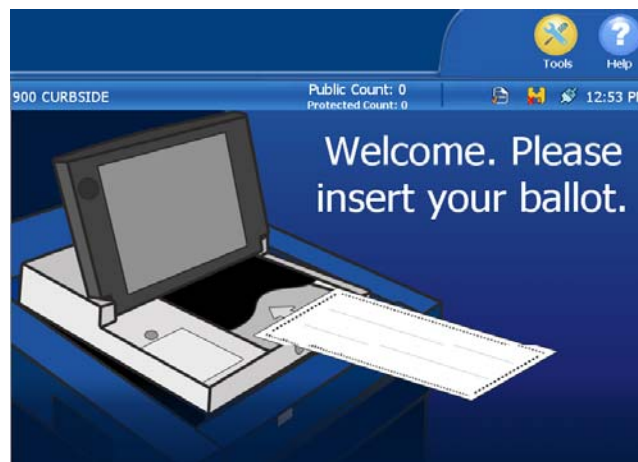 Tools
Help
900 CURBSIDE
Public Count: 0
Protected Count: 0
12:53 P
Welcome. Please
insert your ballot.